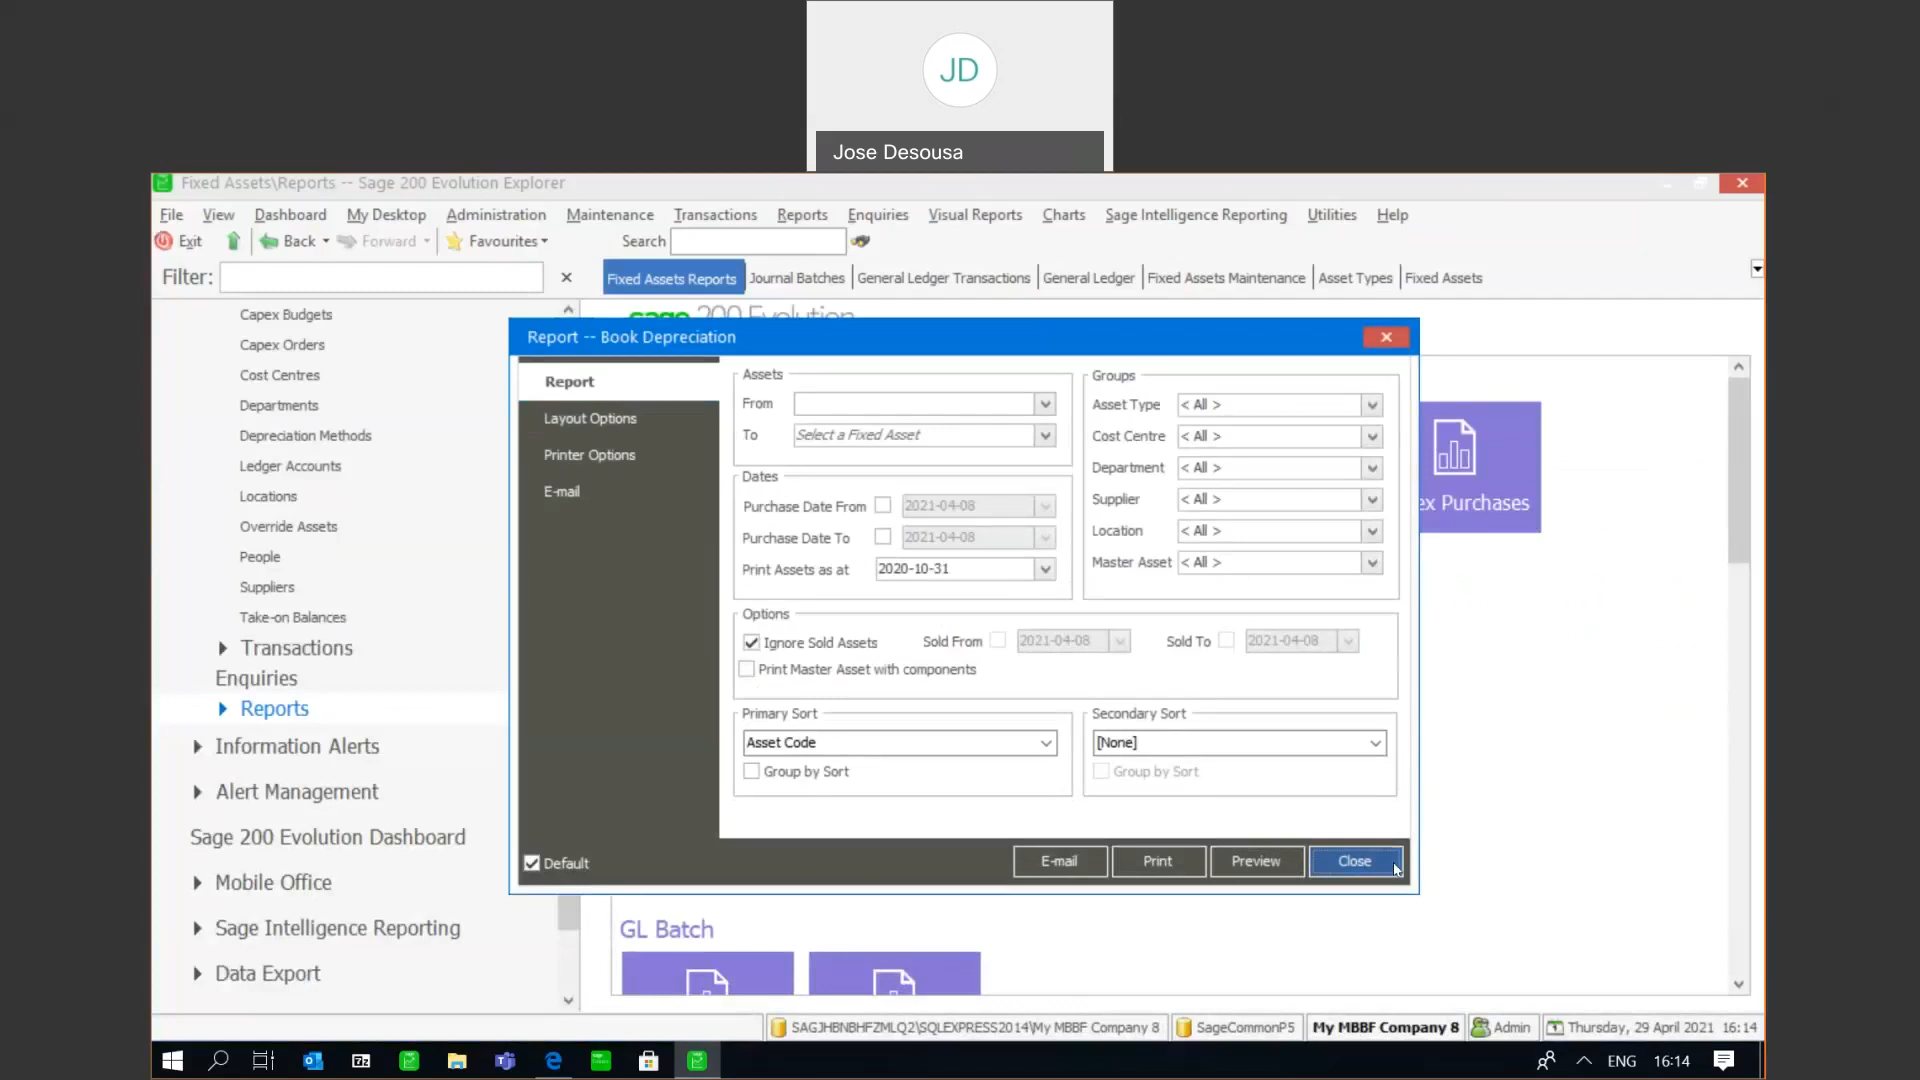 JD
Jose Desousa
Fixed Assets\Reports -- Sage 200 Evolution Explorer
File View Dashboard My Desktop Administration Maintenance Transactions Reports Enquiries Visual Reports Charts Sage Intelligence Reporting Utilities Help
Exit Back Forward Favourites Search
Filter:
Fixed Assets Reports Journal Batches General Ledger Transactions General Ledger Fixed Assets Maintenance Asset Types Fixed Assets
Capex Budgets
Capex Orders
Cost Centres
Departments
Depreciation Methods
Ledger Accounts
Locations
Override Assets
People
Suppliers
Take-on Balances
Transactions
Enquiries
Reports
Information Alerts
Alert Management
Sage 200 Evolution Dashboard
Mobile Office
Sage Intelligence Reporting
Data Export
sage 200 Evolution
Report -- Book Depreciation
Report
Layout Options
Printer Options
E-mail
Assets
From
To Select a Fixed Asset
Dates
Purchase Date From 2021-04-08
Purchase Date To 2021-04-08
Print Assets as at 2020-10-31
Groups
Asset Type < All >
Cost Centre < All >
Department < All >
Supplier < All >
Location < All >
Master Asset < All >
Options
Ignore Sold Assets Sold From 2021-04-08 Sold To 2021-04-08
Print Master Asset with components
Primary Sort
Asset Code
Group by Sort
Secondary Sort
[None]
Group by Sort
Default
E-mail Print Preview Close
ex Purchases
GL Batch
SAGJHBNBHFZMLQ2\SQLEXPRESS2014\My MBBF Company 8 SageCommonP5 My MBBF Company 8 Admin Thursday, 29 April 2021 16:14
7z
ENG 16:14